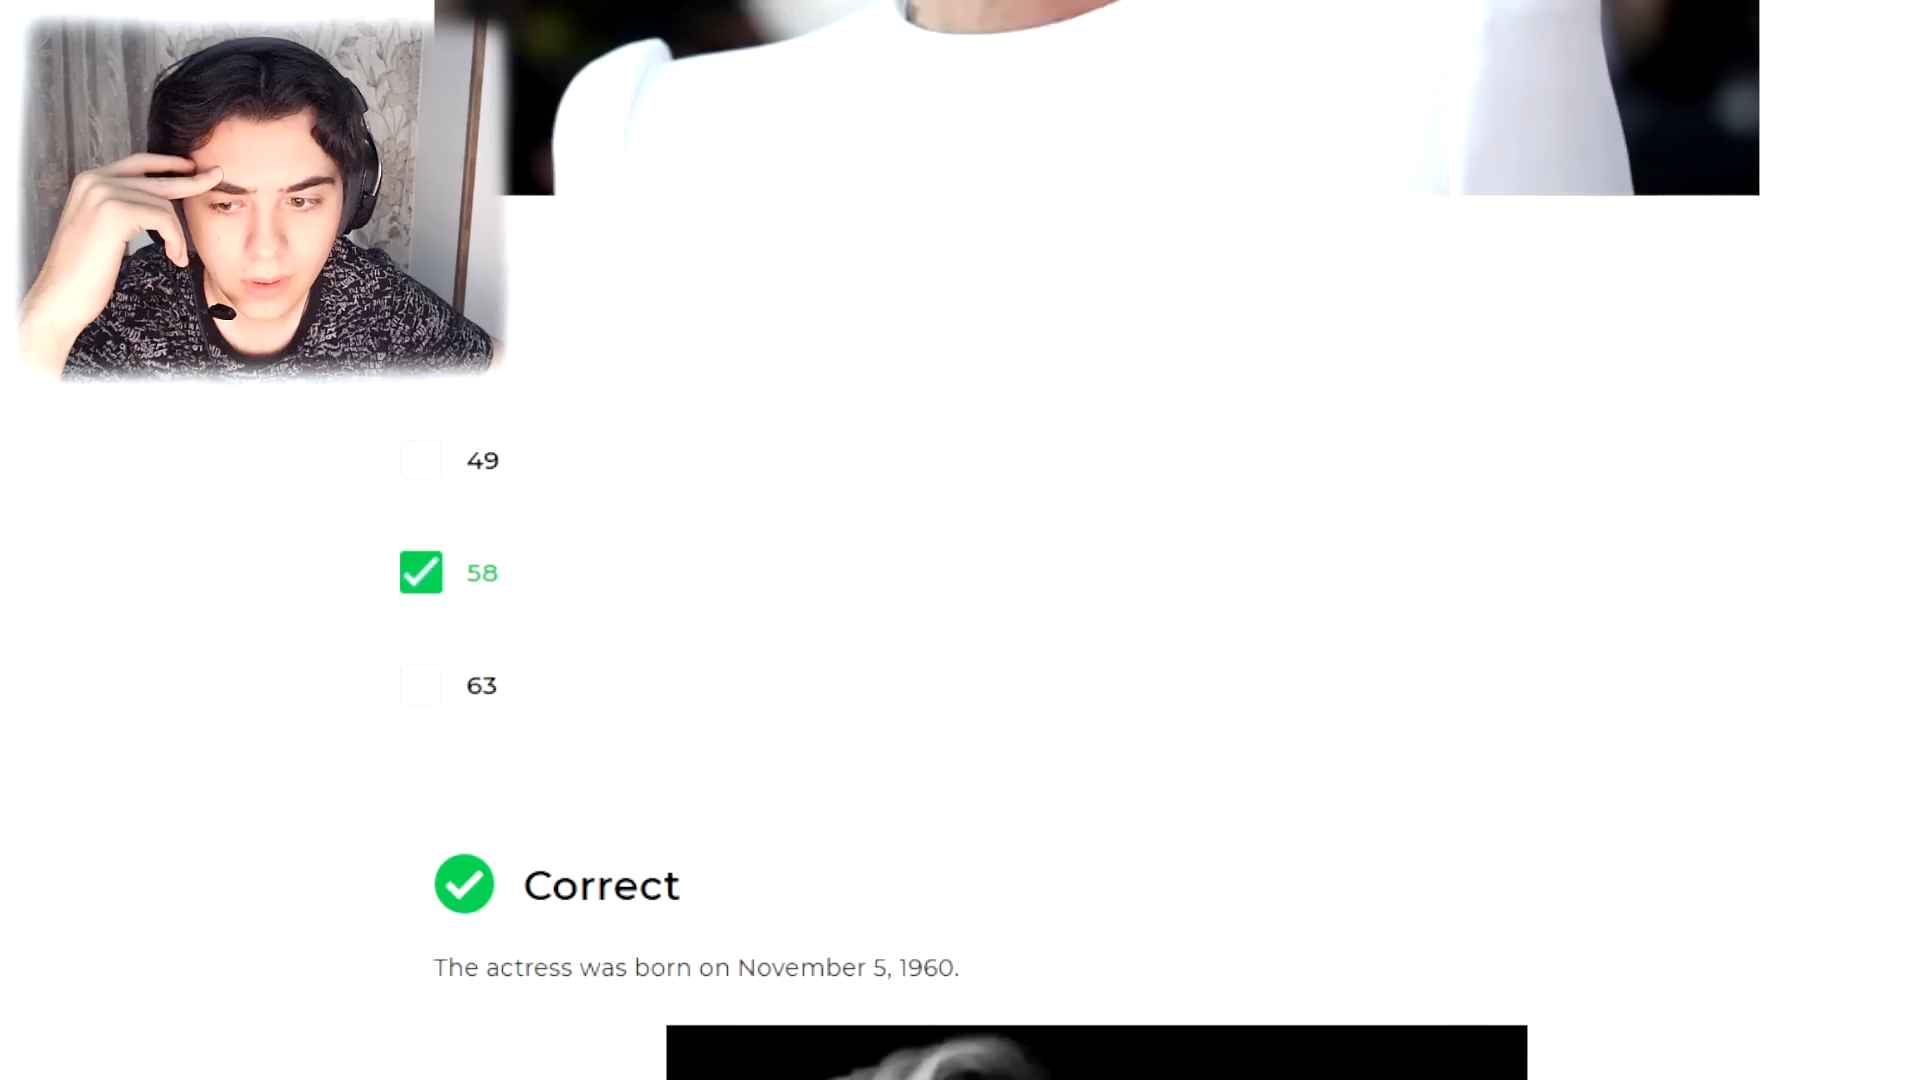 49
58
63
Correct
The actress was born on November 5, 1960.